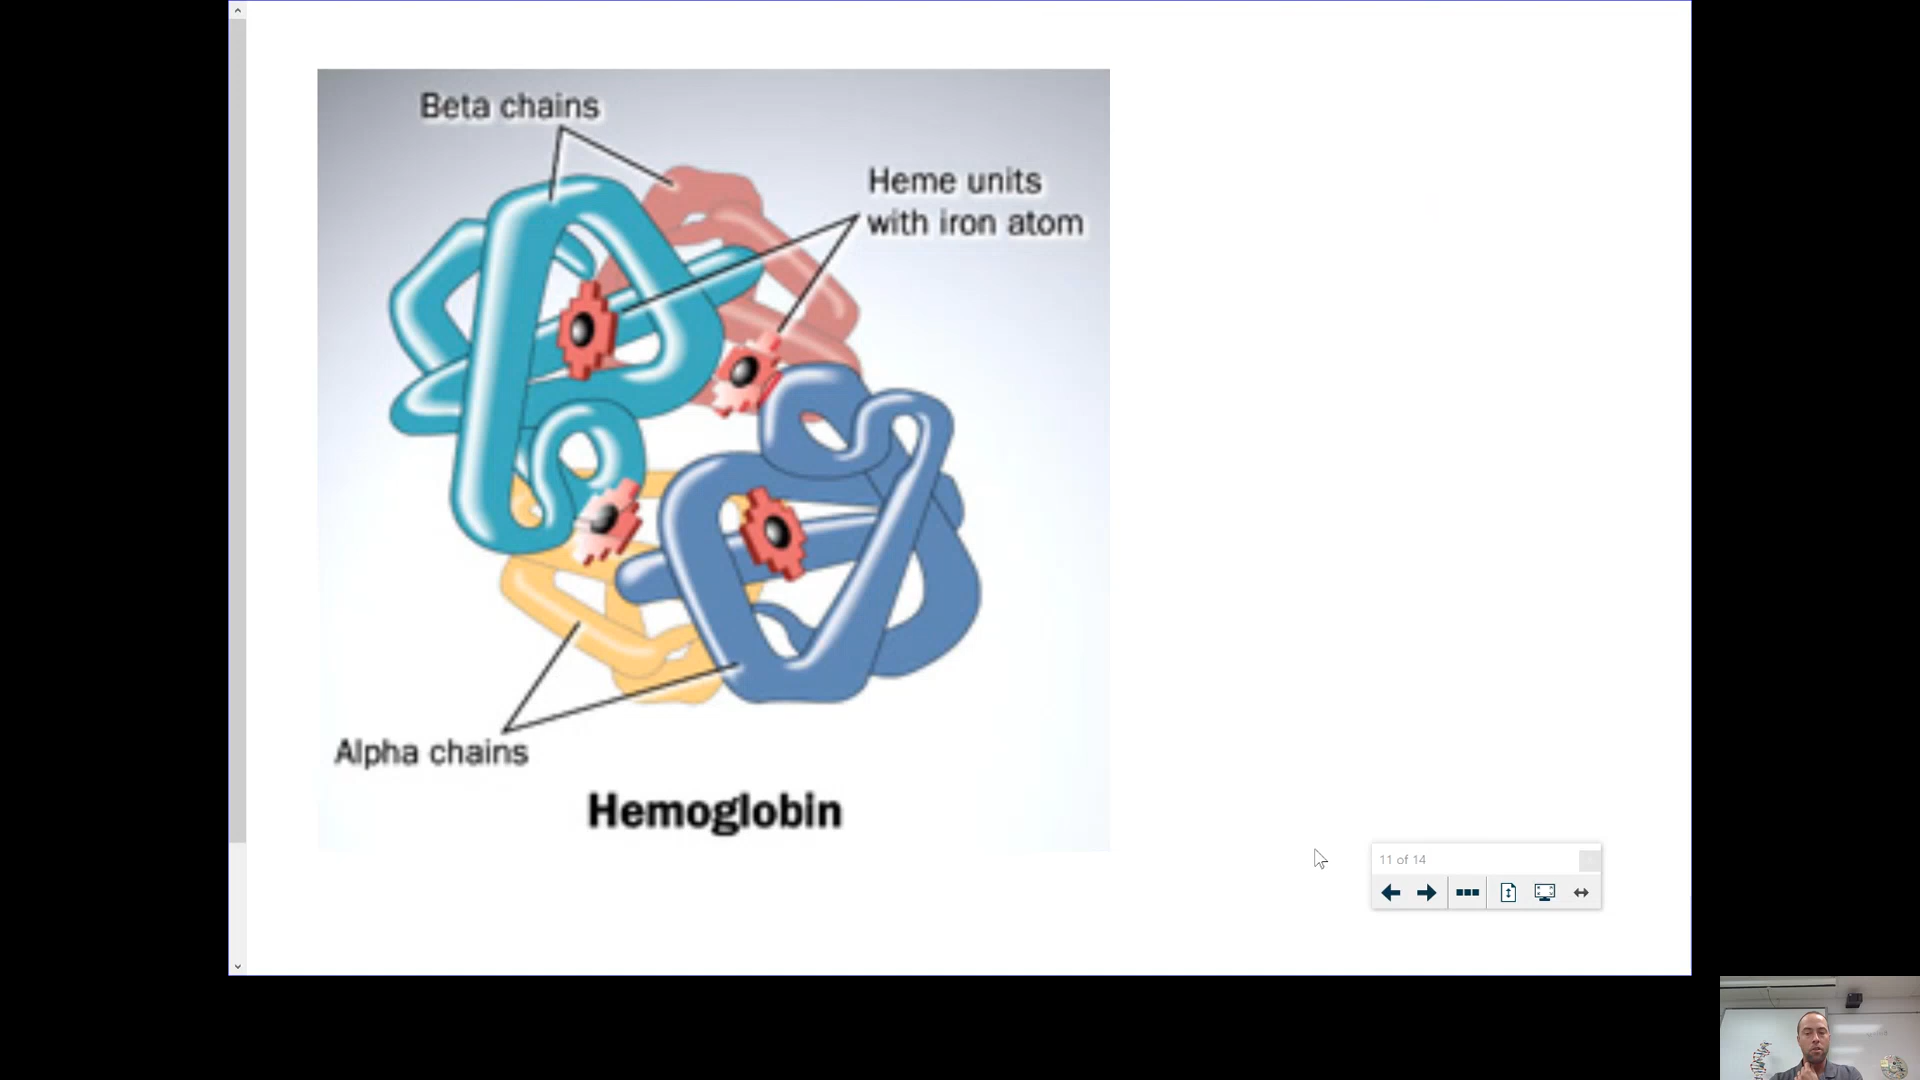 Beta chains
Heme units
with iron atom
Alpha chains
Hemoglobin
11 of 14